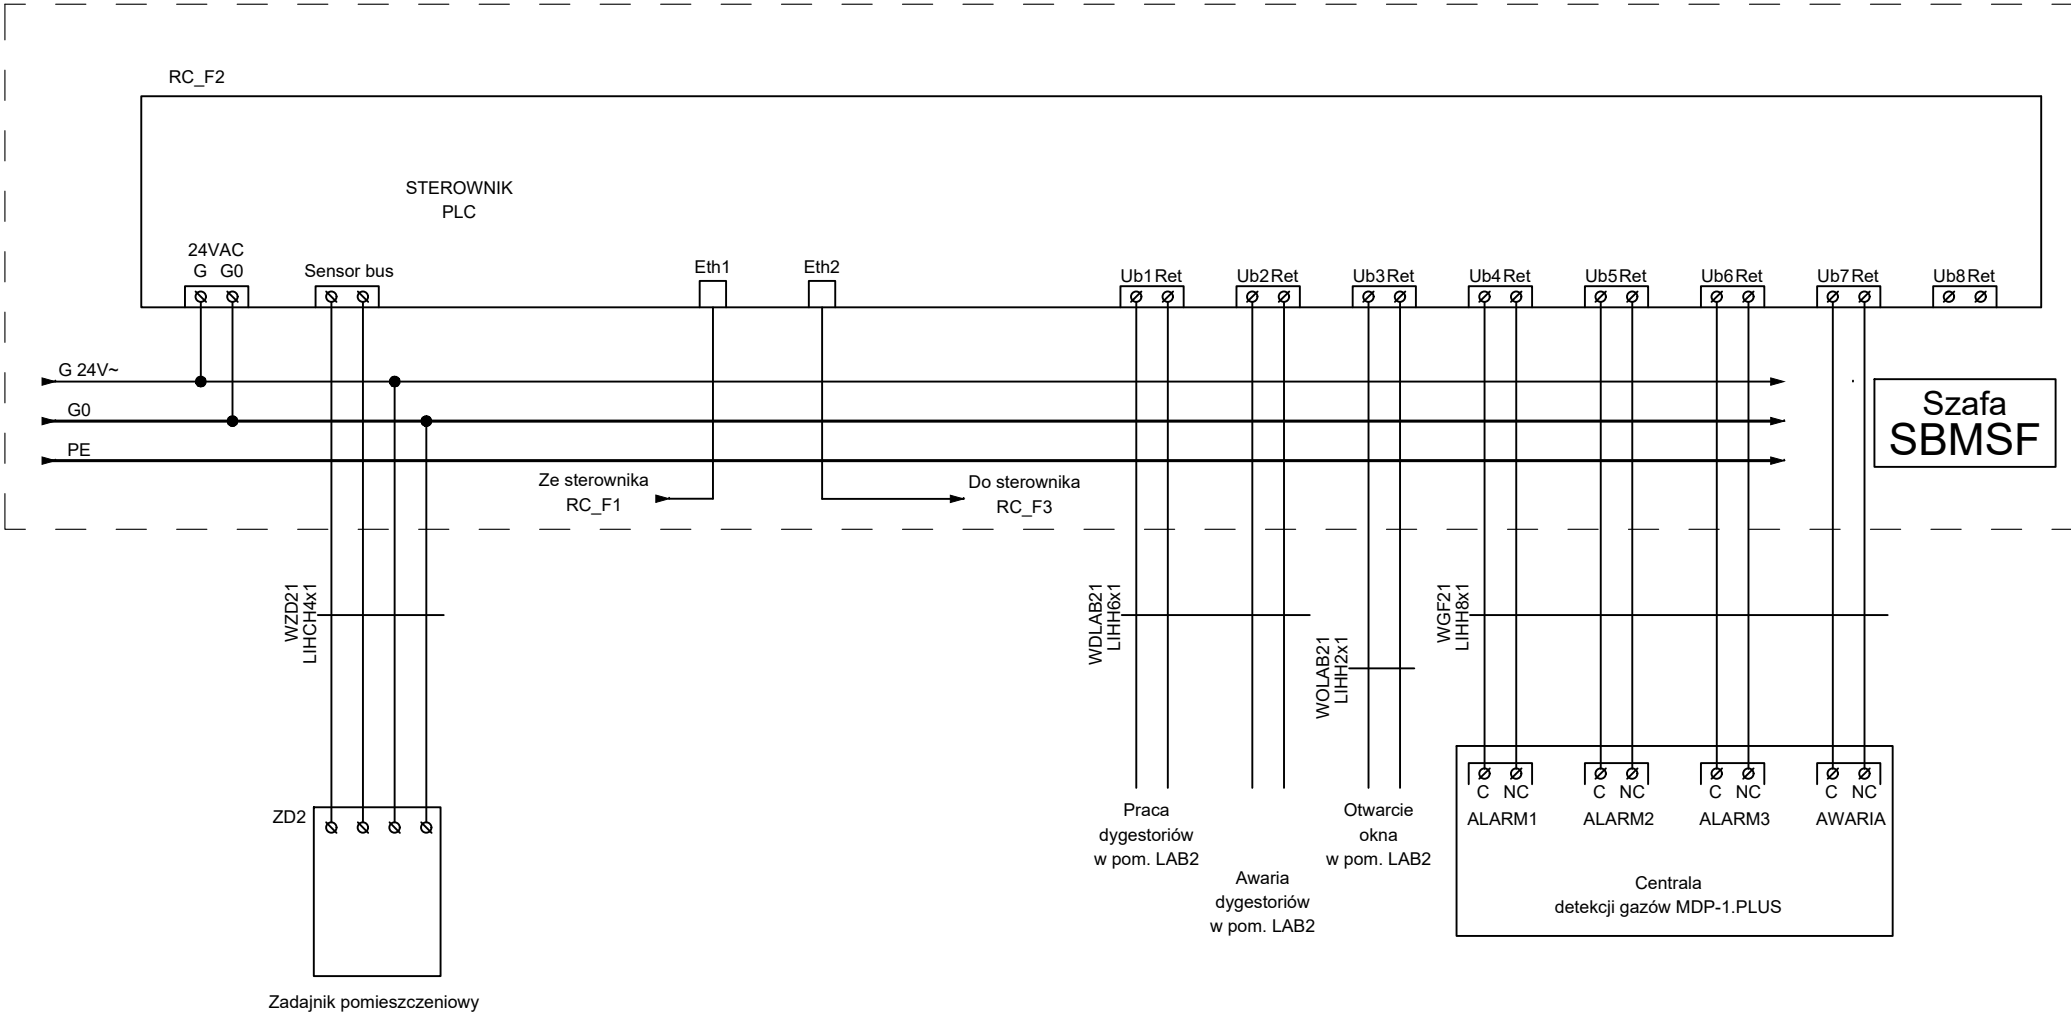 RC_F2
STEROWNIK
PLC
24VAC
G G0
Sensor bus
Eth1
Eth2
Ub1 Ret
Ub2 Ret
Ub3 Ret
Ub4 Ret
Ub5 Ret
Ub6 Ret
Ub7 Ret
Ub8 Ret
G 24V~
G0
PE
Szafa
SBMSF
Ze sterownika
RC_F1
Do sterownika
RC_F3
WZD21
LIHCH4x1
WDLAB21
LIHH6x1
WOLAB21
LIHH2x1
WGF21
LIHH8x1
ZD2
Zadajnik pomieszczeniowy
Praca
dygestoriów
w pom. LAB2
Awaria
dygestoriów
w pom. LAB2
Otwarcie
okna
w pom. LAB2
C NC
ALARM1
C NC
ALARM2
C NC
ALARM3
C NC
AWARIA
Centrala
detekcji gazów MDP-1.PLUS